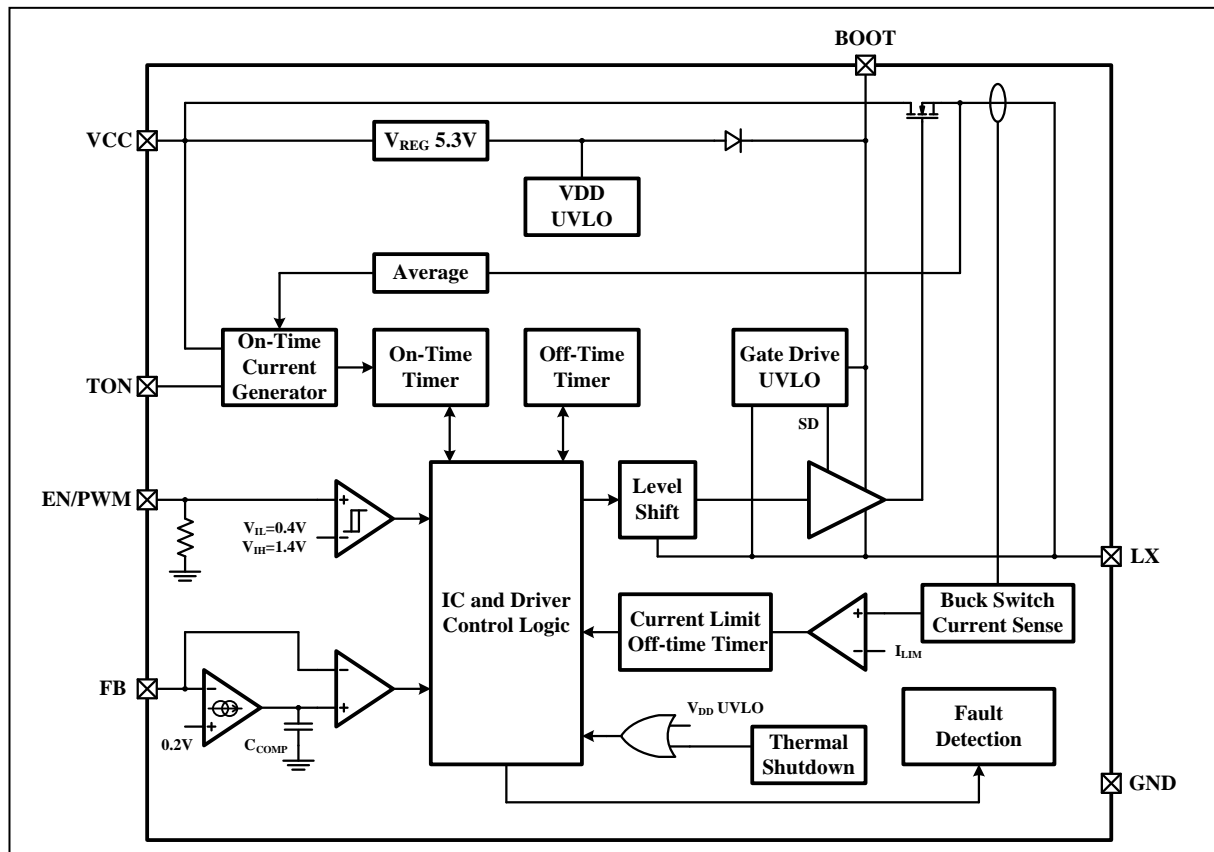 BOOT
VCC
VREG 5.3V
VDD
UVLO
Average
On-Time
Current
Generator
On-Time
Timer
Off-Time
Timer
Gate Drive
UVLO
TON
SD
EN/PWM
+
−
VIL=0.4V
VIH=1.4V
Level
Shift
LX
IC and Driver
Control Logic
Current Limit
Off-time Timer
+
−
ILIM
Buck Switch
Current Sense
FB
−
+
0.2V
CCOMP
−
+
VDD UVLO
Thermal
Shutdown
Fault
Detection
GND